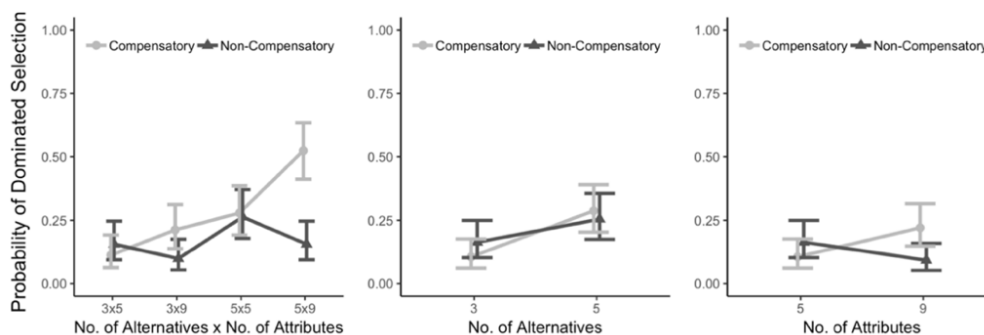 Probability of Dominated Selection
1.00
0.75
0.50
0.25
0.00
Compensatory Non-Compensatory
3x5 3x9 5x5 5x9
No. of Alternatives x No. of Attributes
1.00
0.75
0.50
0.25
0.00
Compensatory Non-Compensatory
3 5
No. of Alternatives
1.00
0.75
0.50
0.25
0.00
Compensatory Non-Compensatory
5 9
No. of Attributes